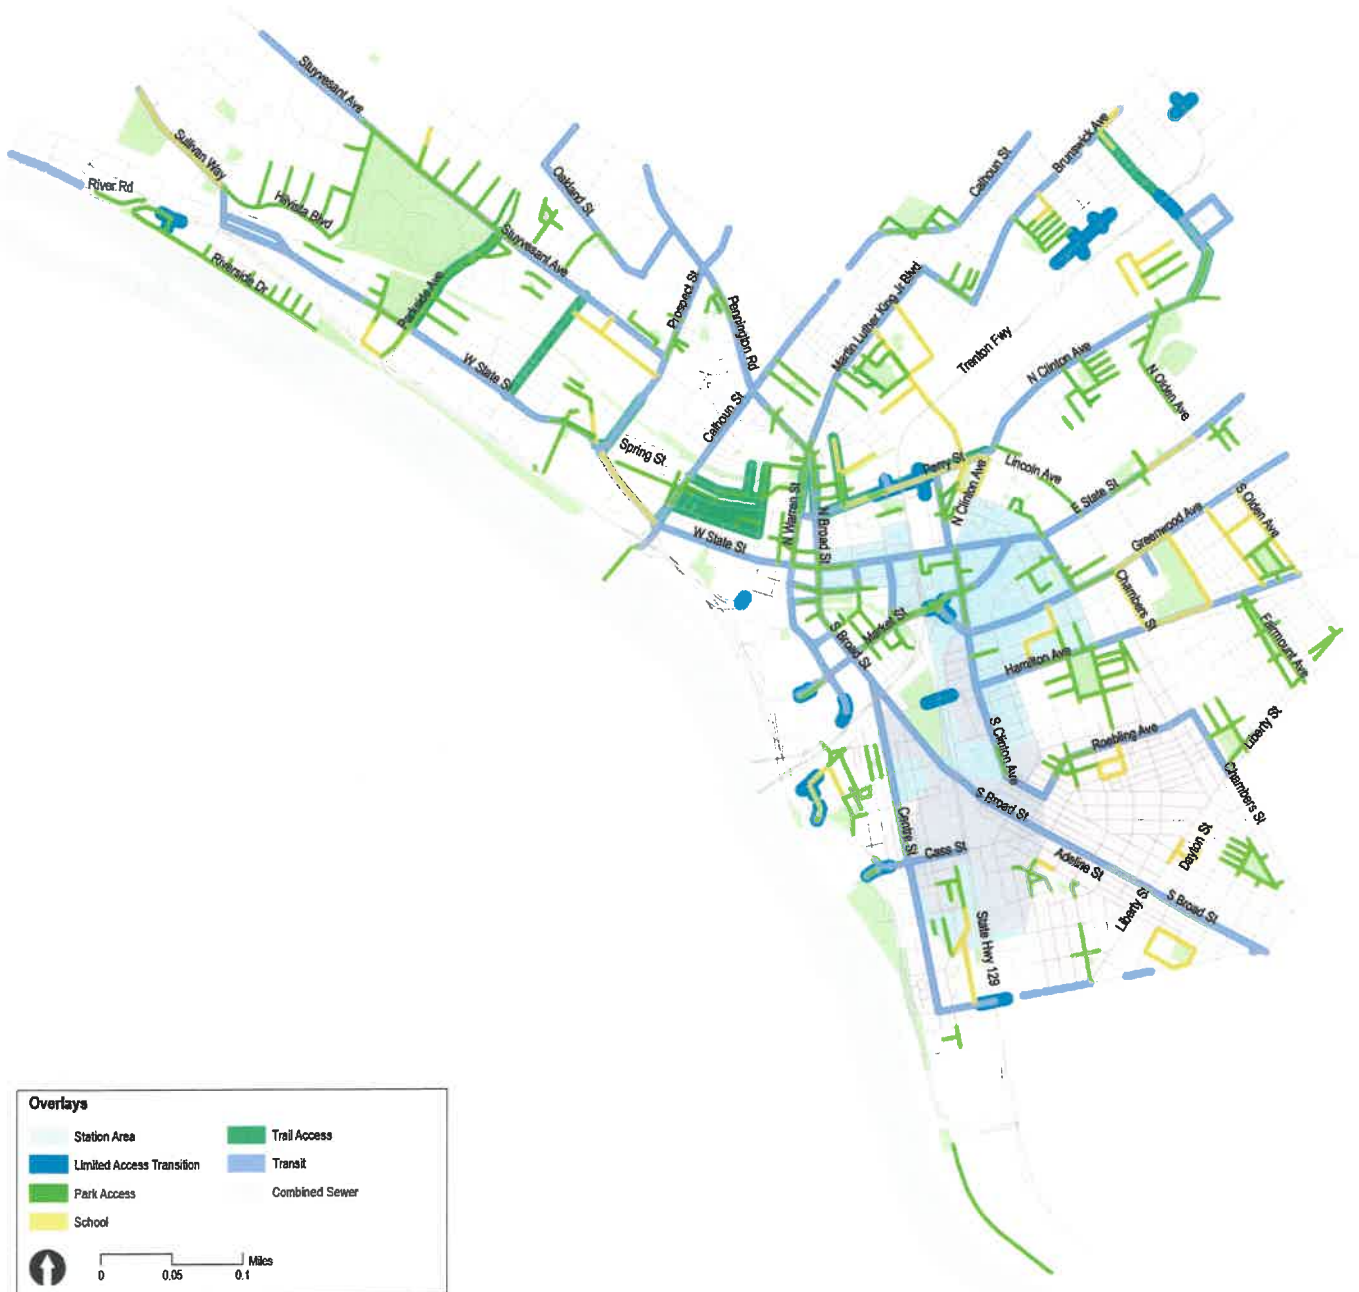 Stuyvesant Ave
Sullivan Way
River Rd
Hilvista Blvd
Riverside Dr
Parkside Ave
Stuyvesant Ave
Oakland St
Prospect St
Pennington Rd
W State St
Spring St
Calhoun St
W State St
Calhoun St
Brunswick Ave
Martin Luther King Jr Blvd
Trenton Fwy
N Clinton Ave
N Olden Ave
Perry St
Lincoln Ave
N Clinton Ave
E State St
N Warren St
N Broad St
Greenwood Ave
S Olden Ave
Chambers St
Market St
S Broad St
Hamilton Ave
Fairmount Ave
S Clinton Ave
Roebling Ave
Liberty St
Chambers St
S Broad St
Centre St
Cass St
Adeline St
Dayton St
Liberty St
S Broad St
State Hwy 129
Overlays
Station Area
Trail Access
Limited Access Transition
Transit
Park Access
Combined Sewer
School
0 0.05 0.1 Miles